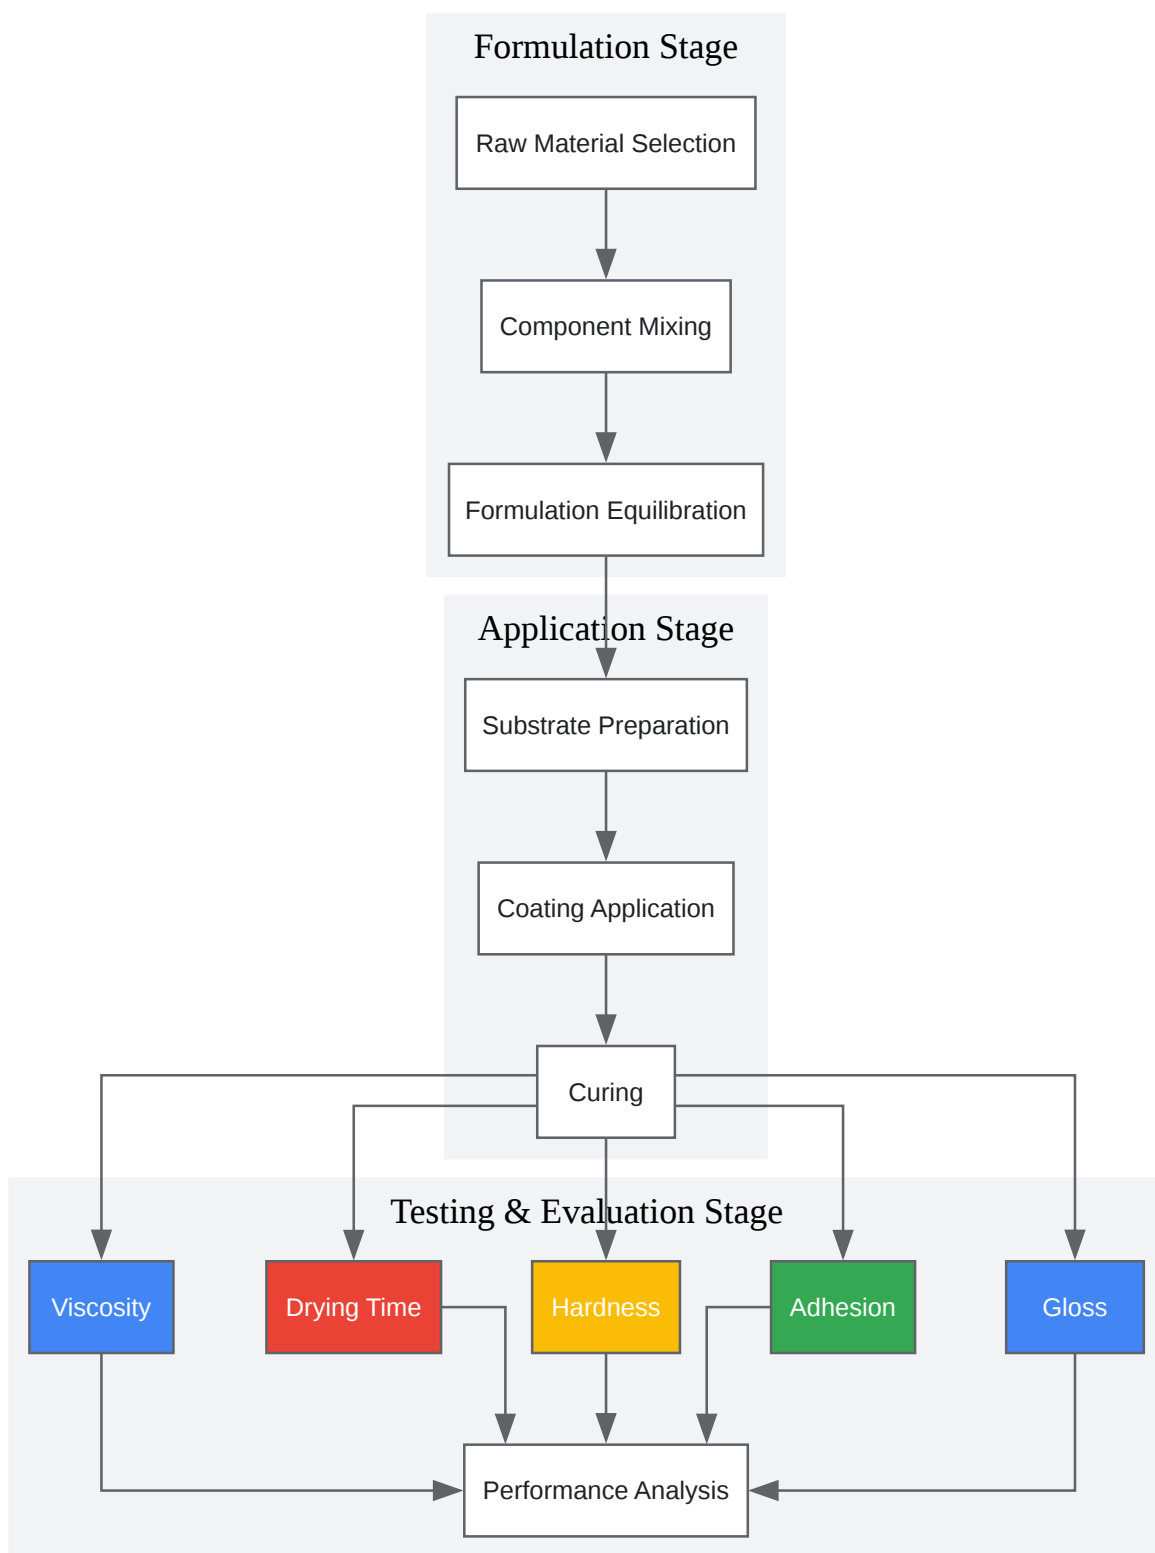 Formulation Stage
Raw Material Selection
Component Mixing
Formulation Equilibration
Application Stage
Substrate Preparation
Coating Application
Curing
Testing & Evaluation Stage
Viscosity
Drying Time
Hardness
Adhesion
Gloss
Performance Analysis